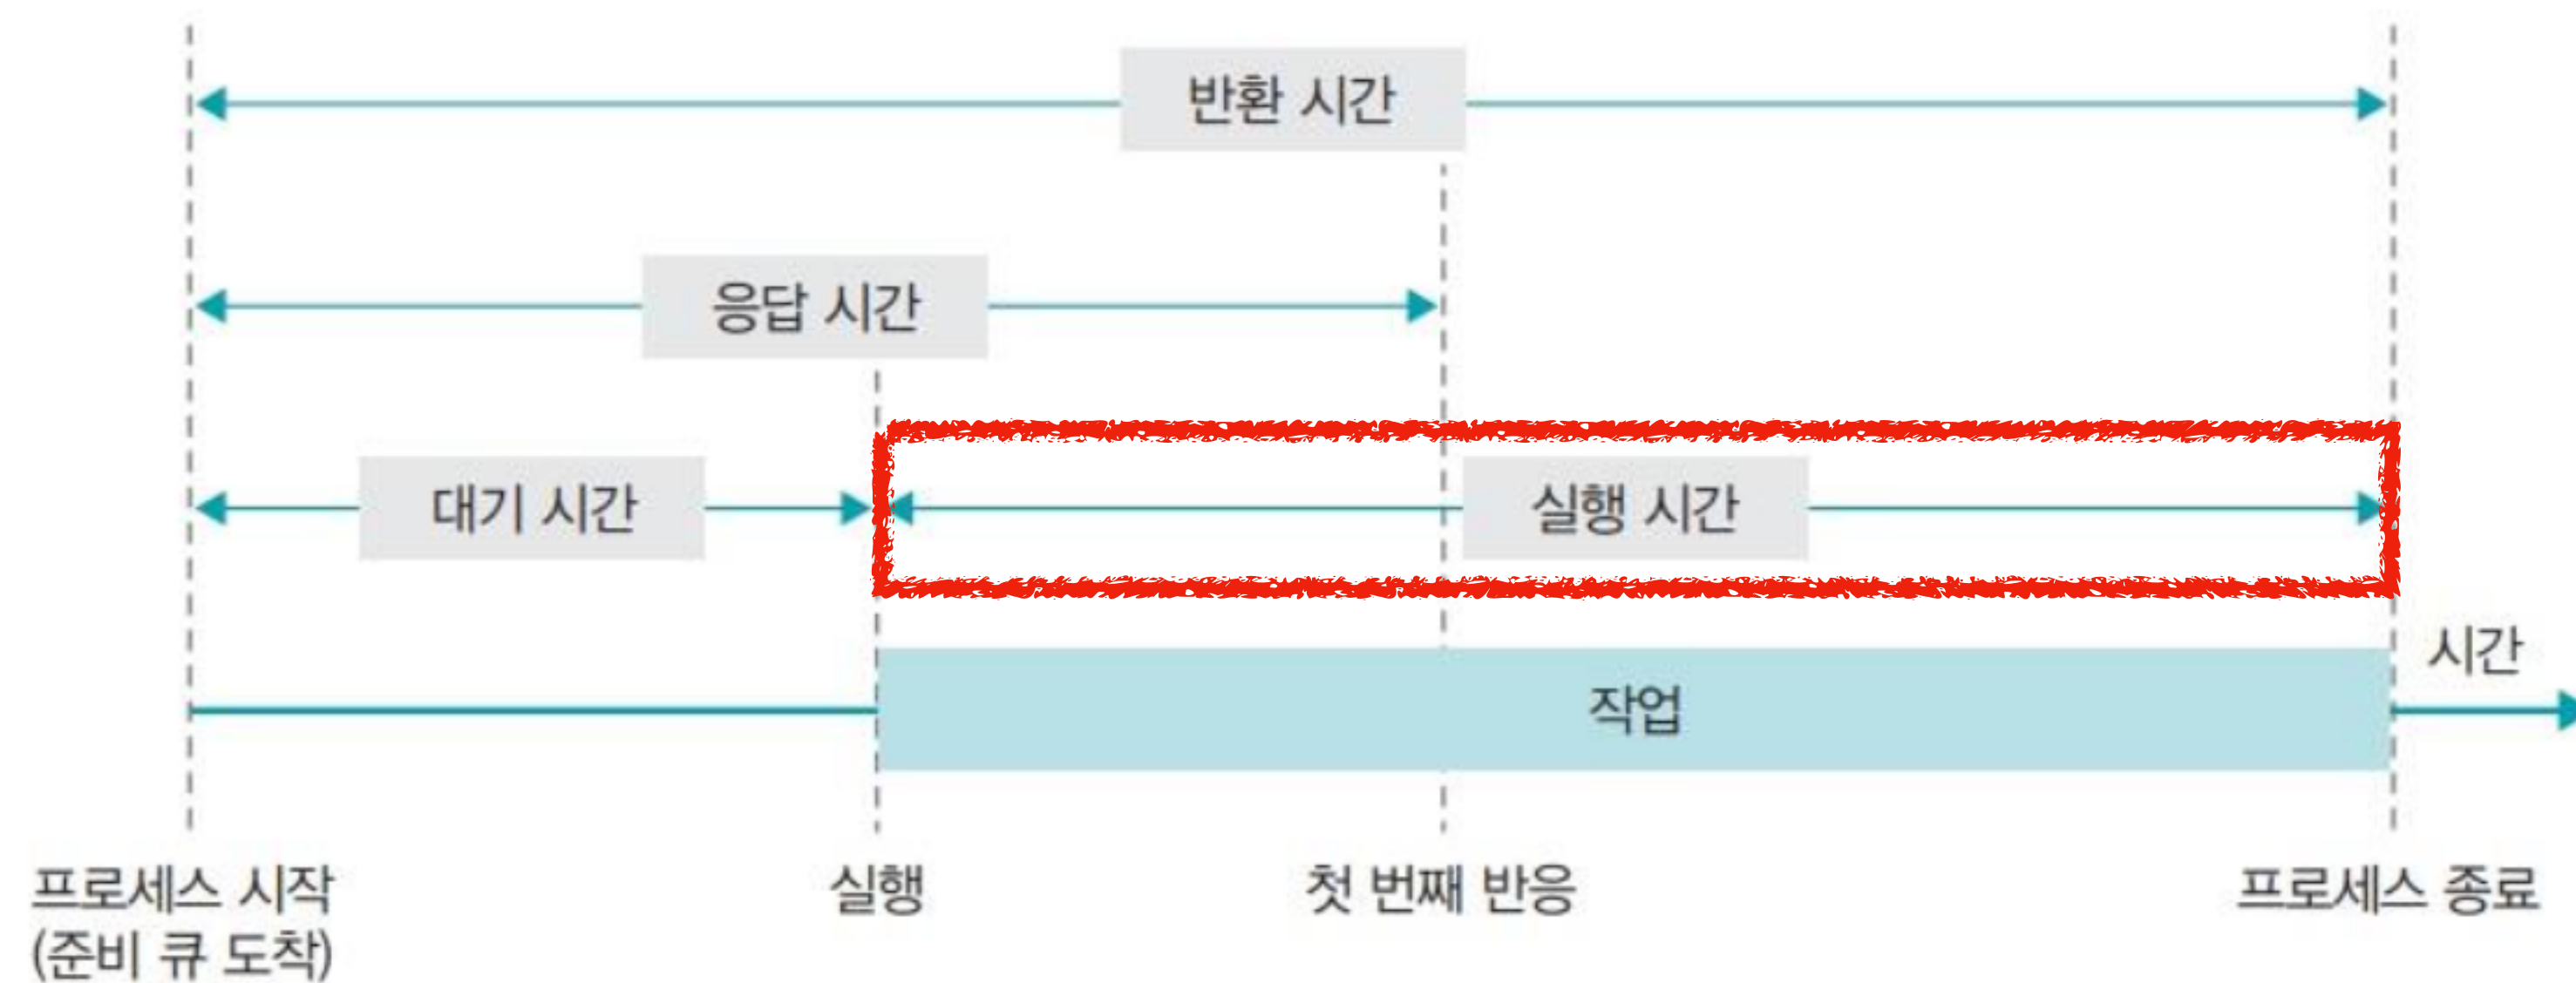 반환 시간
응답 시간
대기 시간
실행 시간
시간
작업
프로세스 시작
(준비 큐 도착)
실행
첫 번째 반응
프로세스 종료